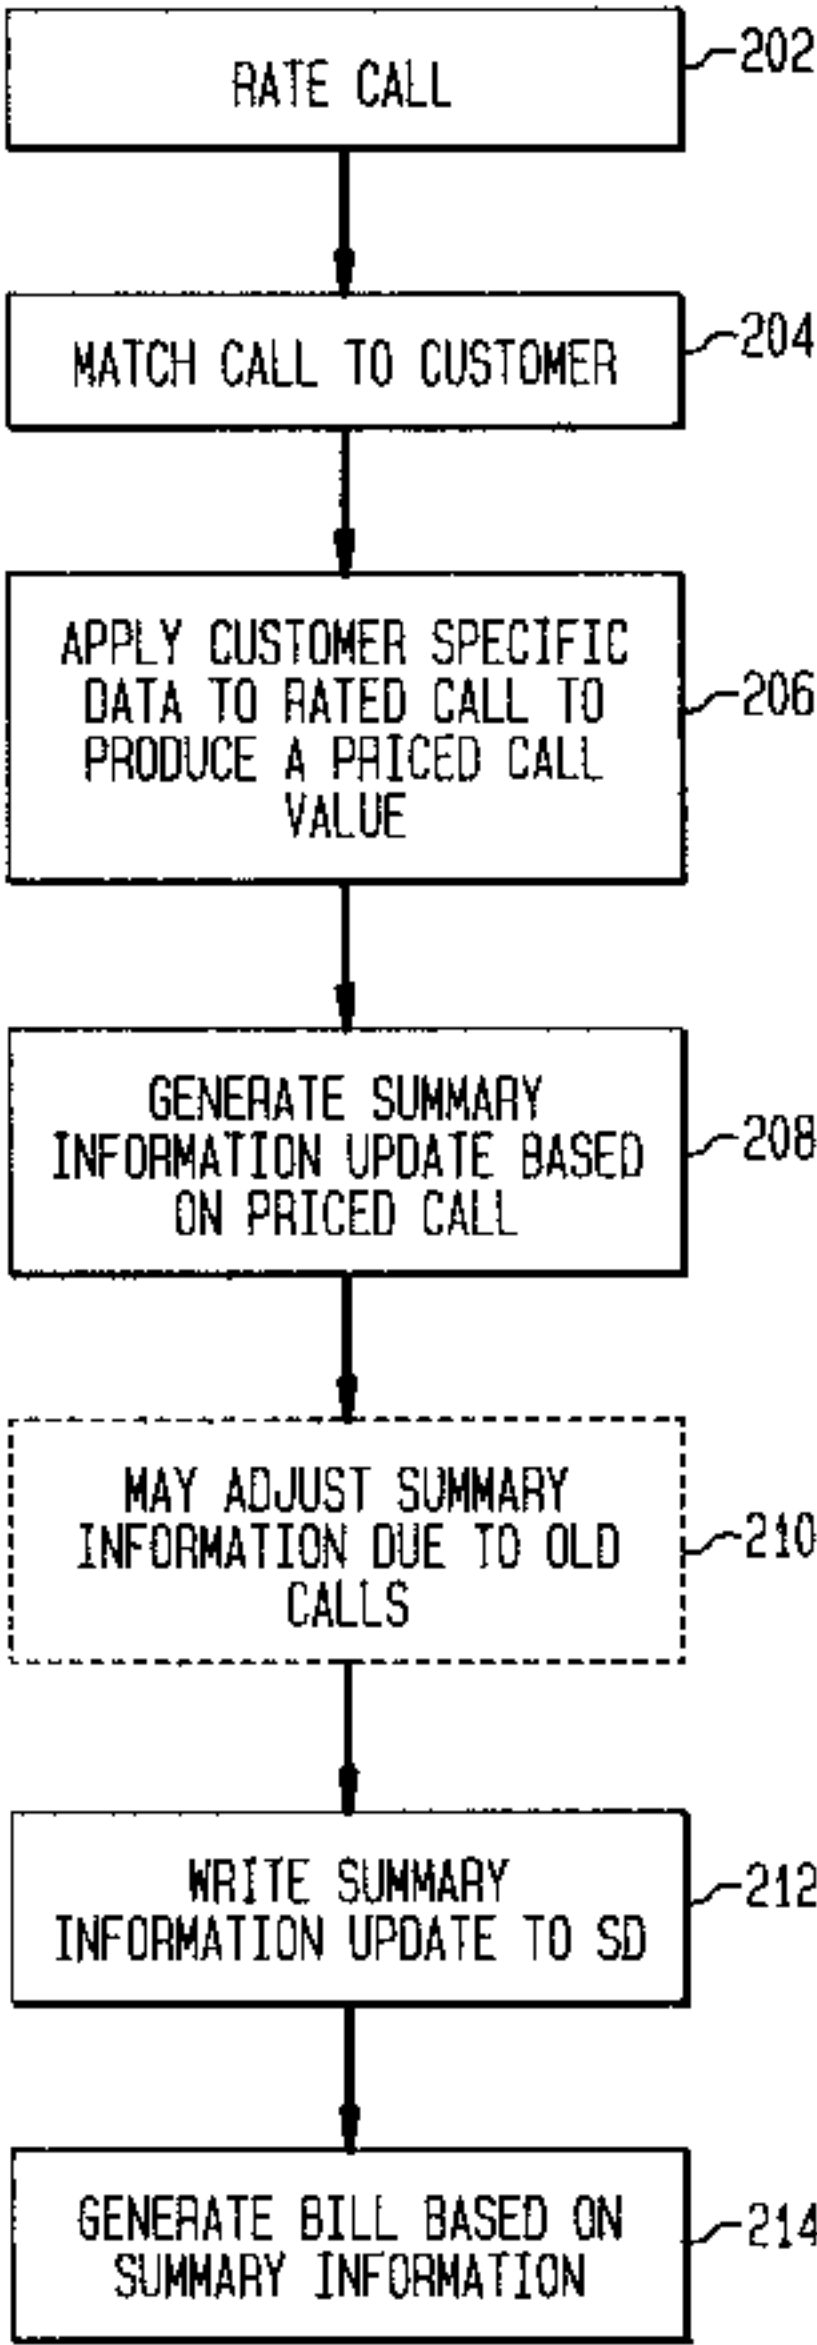 RATE CALL
202
MATCH CALL TO CUSTOMER
204
APPLY CUSTOMER SPECIFIC
DATA TO RATED CALL TO
PRODUCE A PRICED CALL
VALUE
206
GENERATE SUMMARY
INFORMATION UPDATE BASED
ON PRICED CALL
208
MAY ADJUST SUMMARY
INFORMATION DUE TO OLD
CALLS
210
WRITE SUMMARY
INFORMATION UPDATE TO SD
212
GENERATE BILL BASED ON
SUMMARY INFORMATION
214